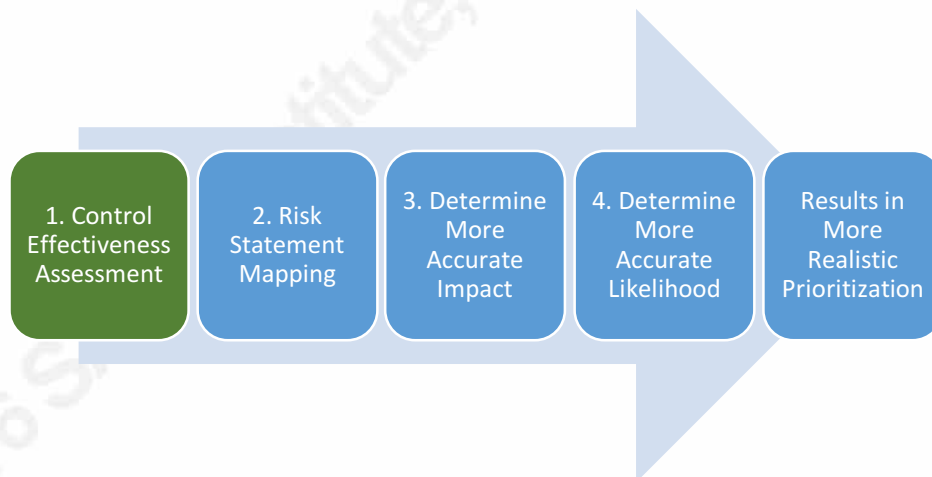 1. Control
Effectiveness
Assessment
2. Risk
Statement
Mapping
3. Determine
More
Accurate
Impact
4. Determine
More
Accurate
Likelihood
Results in
More
Realistic
Prioritization